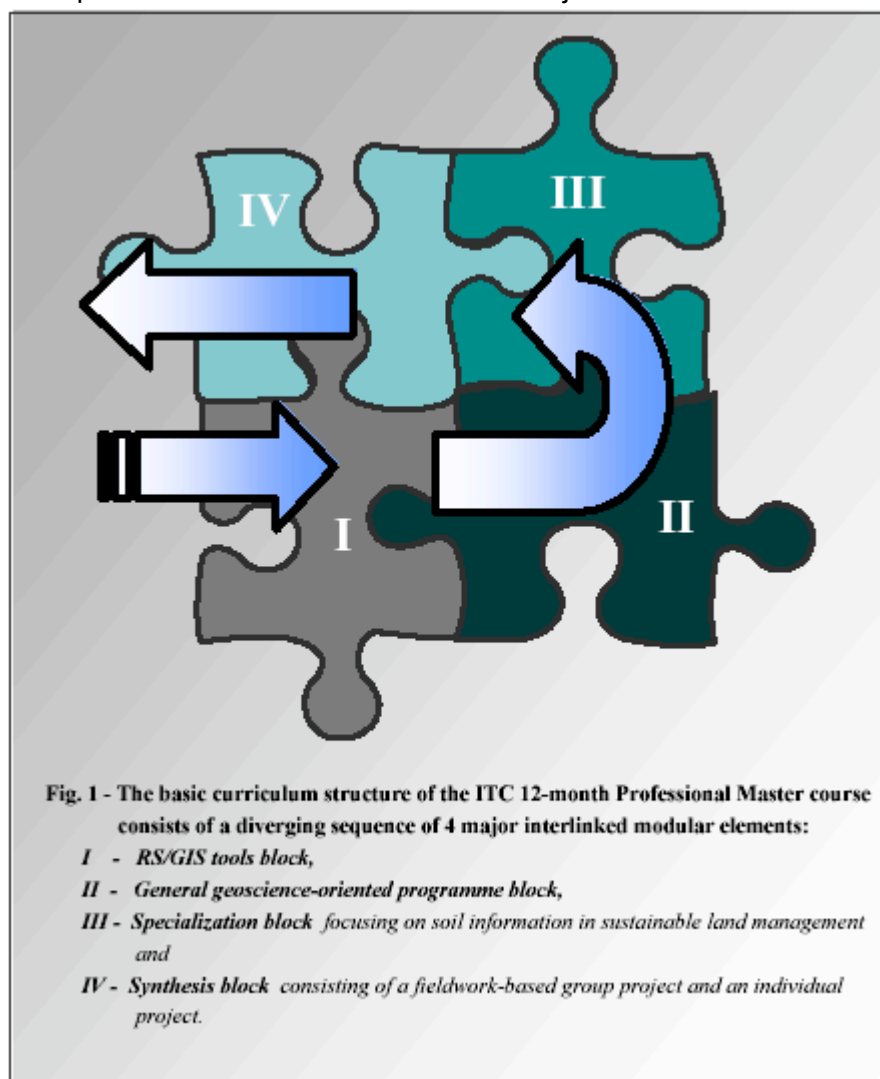 IV
III
I
II
Fig. 1 - The basic curriculum structure of the ITC 12-month Professional Master course
consists of a diverging sequence of 4 major interlinked modular elements:
I - RS/GIS tools block,
II - General geoscience-oriented programme block,
III - Specialization block focusing on soil information in sustainable land management
and
IV - Synthesis block consisting of a fieldwork-based group project and an individual
project.